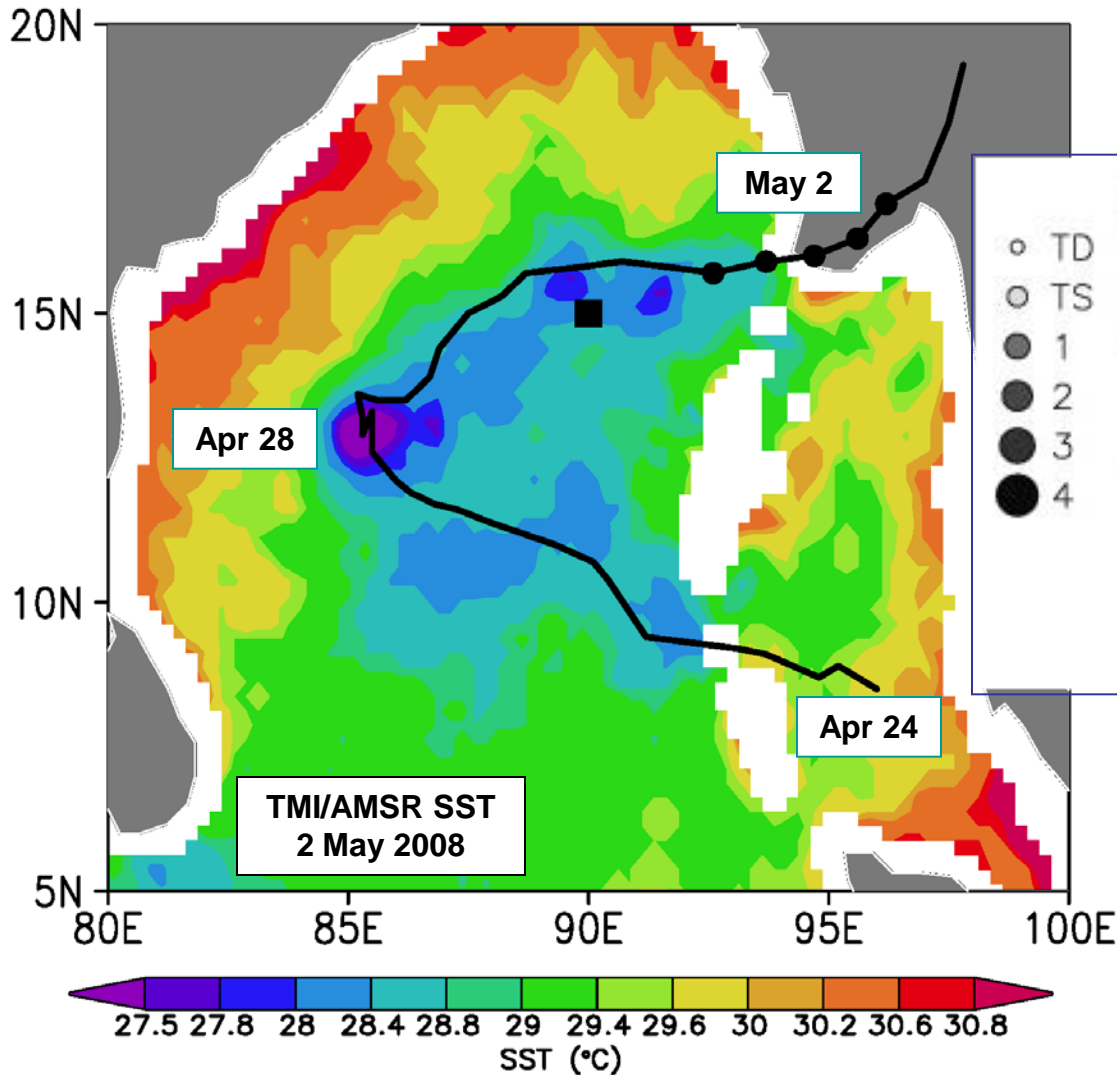 20N
May 2
TD
TS
1
2
3
4
15N
Apr 28
10N
Apr 24
TMI/AMSR SST
2 May 2008
5N
80E 85E 90E 95E 100E
27.5 27.8 28 28.4 28.8 29 29.4 29.6 30 30.2 30.6 30.8
SST (°C)